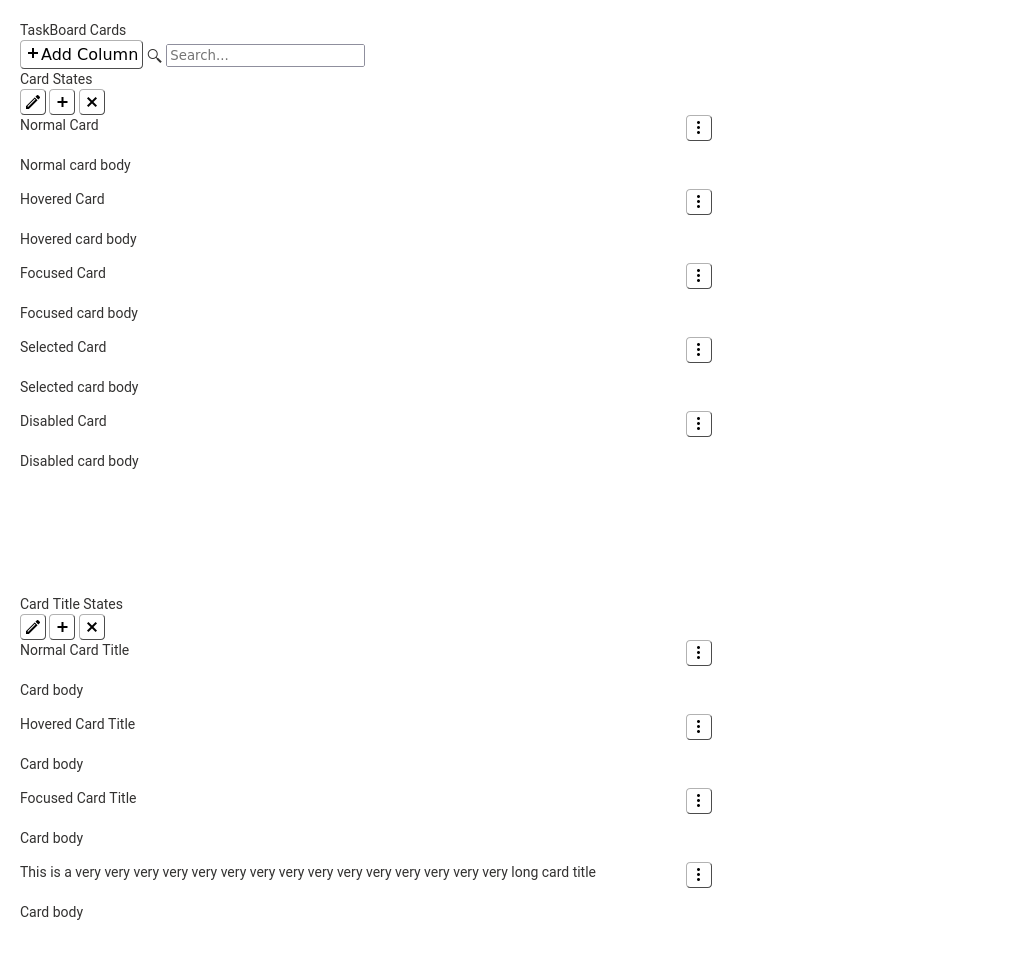 TaskBoard Cards
Add Column Search...
Card States
Normal Card
Normal card body
Hovered Card
Hovered card body
Focused Card
Focused card body
Selected Card
Selected card body
Disabled Card
Disabled card body
Card Title States
Normal Card Title
Card body
Hovered Card Title
Card body
Focused Card Title
Card body
This is a very very very very very very very very very very very very very very very long card title
Card body